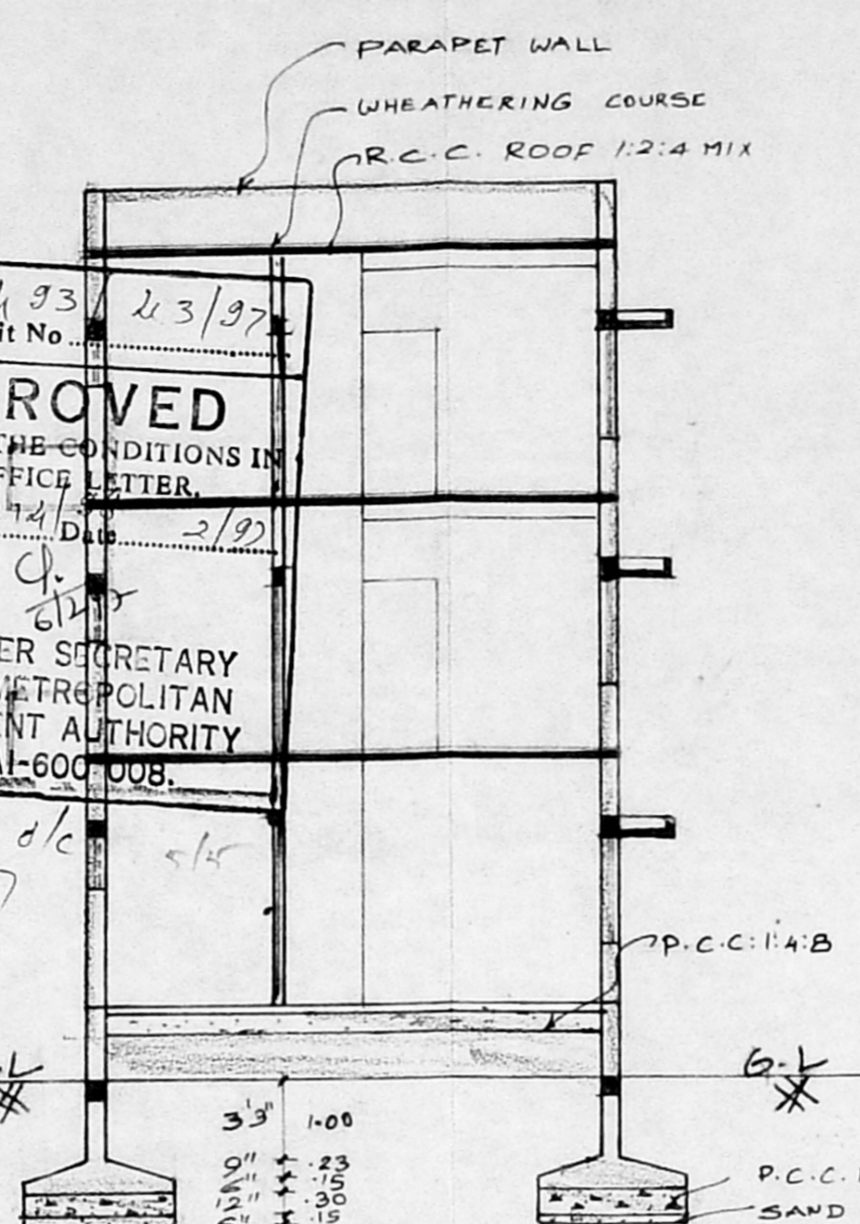 PARAPET WALL
WHEATHERING COURSE
R.C.C. ROOF 1:2:4 MIX
93/ 23/97
it No
ROVED
THE CONDITIONS IN
FFICE LETTER.
Date 2/97
ER SECRETARY
METROPOLITAN
ENT AUTHORITY
AI-600 008.
d/c
P.C.C:1:4:8
G.L
3'3" 1.00
9" .23
6" .15
12" .30
6" .15
P.C.C.
SAND